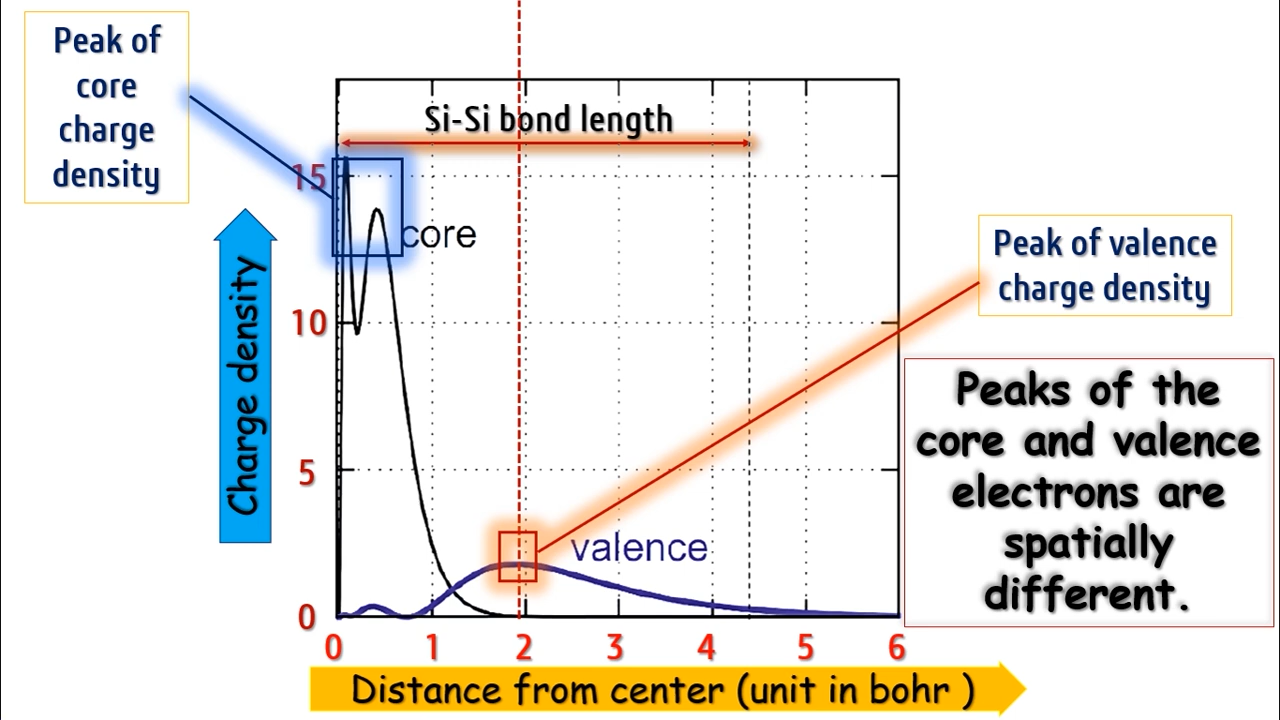 Peak of
core
charge
density
Si-Si bond length
15
core
Charge density
10
5
0
valence
Peak of valence
charge density
Peaks of the
core and valence
electrons are
spatially
different.
0 1 2 3 4 5 6
Distance from center (unit in bohr )